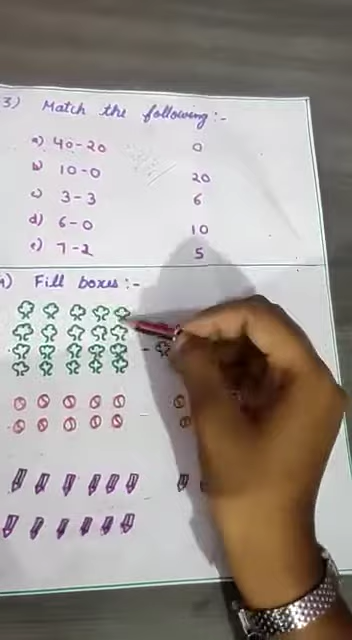 3) Match the following:-
a) 40-20 0
b) 10-0 20
c) 3-3 6
d) 6-0 10
e) 7-2 5
4) Fill boxes:-